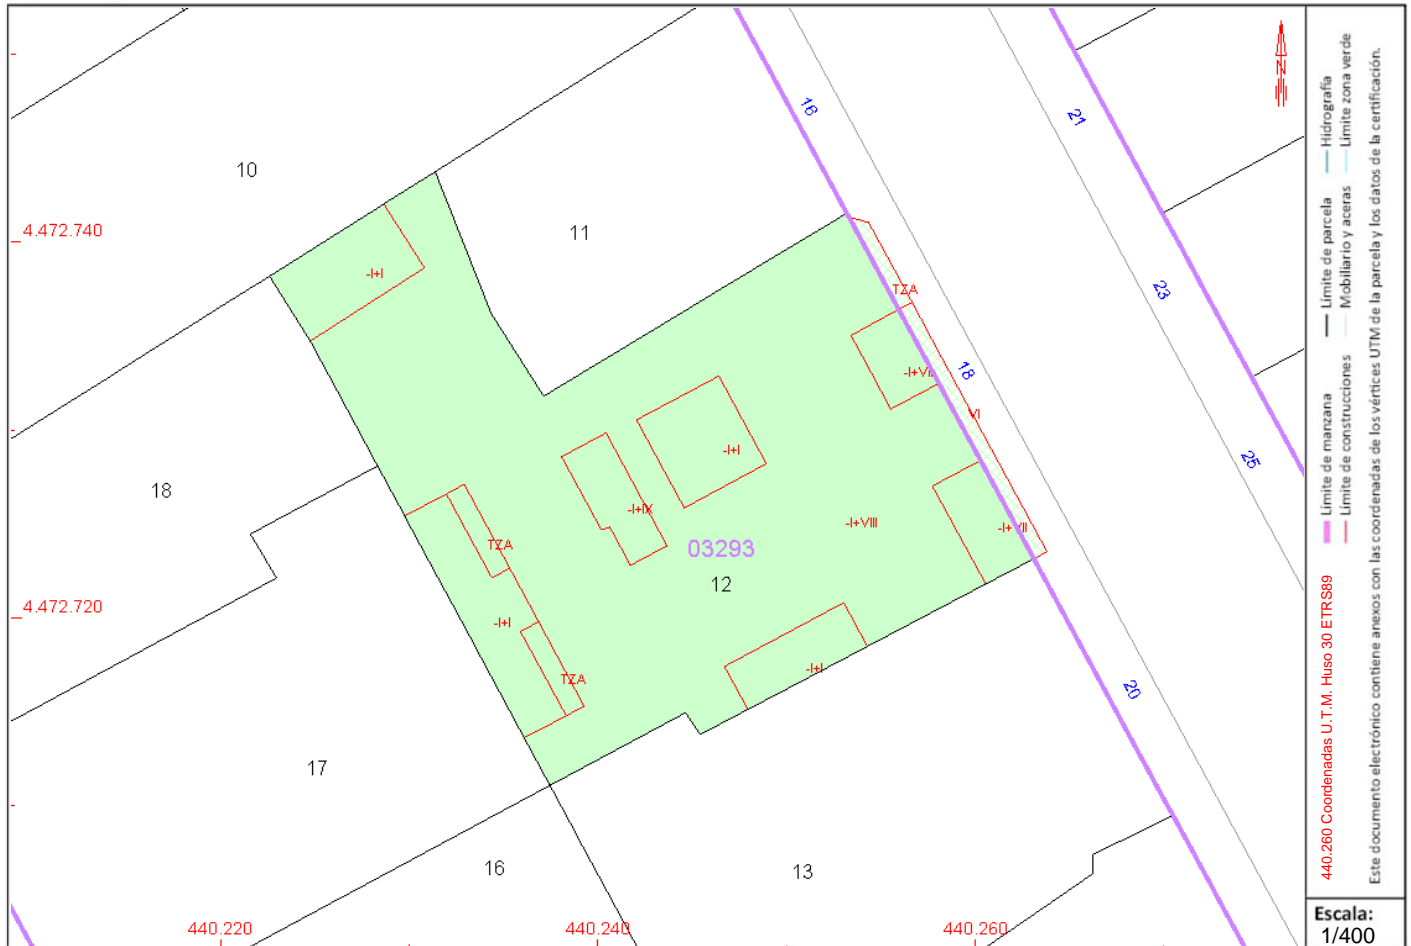 16
21
10
11
4.472.740
-I+I
TZA
23
18
-I+VI
VI
25
-I+I
18
-I+IX
-I+VIII
-I+VII
TZA
03293
12
4.472.720
-I+I
-I+I
TZA
20
17
16
13
440.220
440.240
440.260
N
Hidrografía
Límite zona verde
Límite de parcela
Mobiliario y aceras
Límite de manzana
Límite de construcciones
440.260 Coordenadas U.T.M. Huso 30 ETRS89
Este documento electrónico contiene anexos con las coordenadas de los vértices UTM de la parcela y los datos de la certificación.
Escala:
1/400